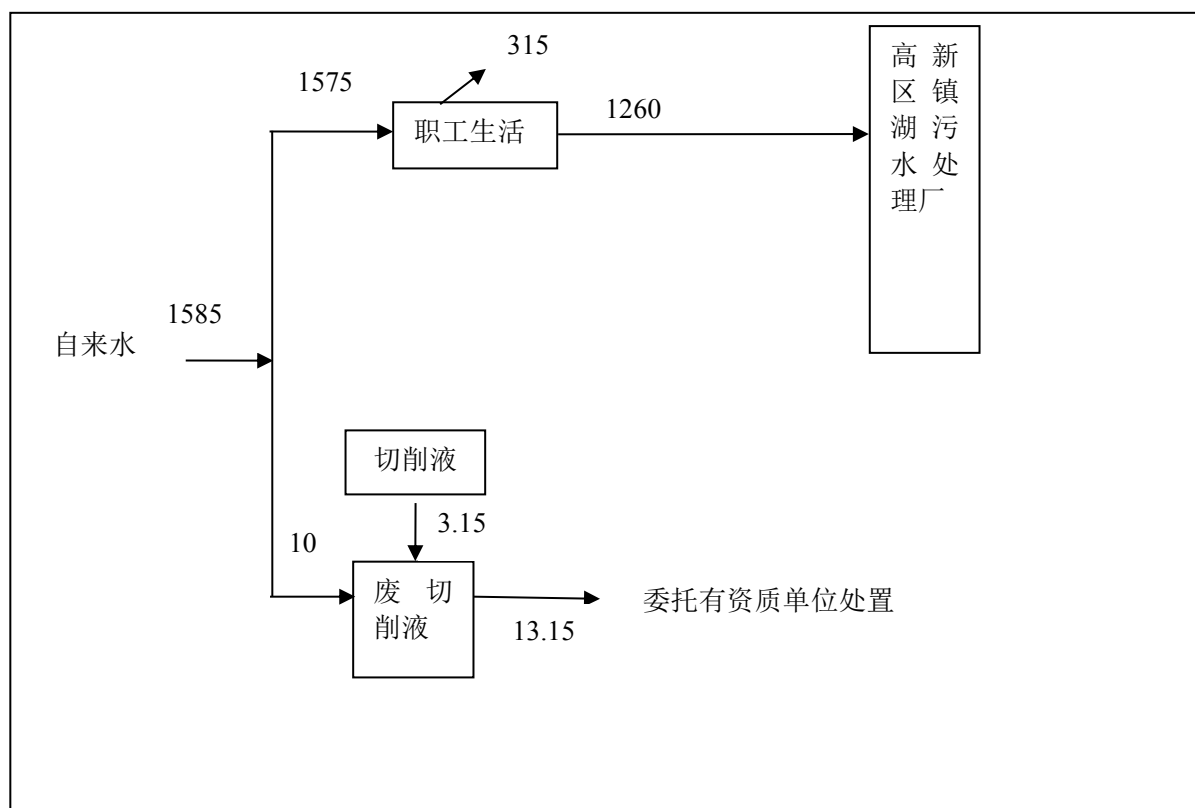 315
1575
职工生活
1260
高新
区镇
湖污
水处
理厂
1585
自来水
切削液
3.15
10
废切
削液
13.15
委托有资质单位处置